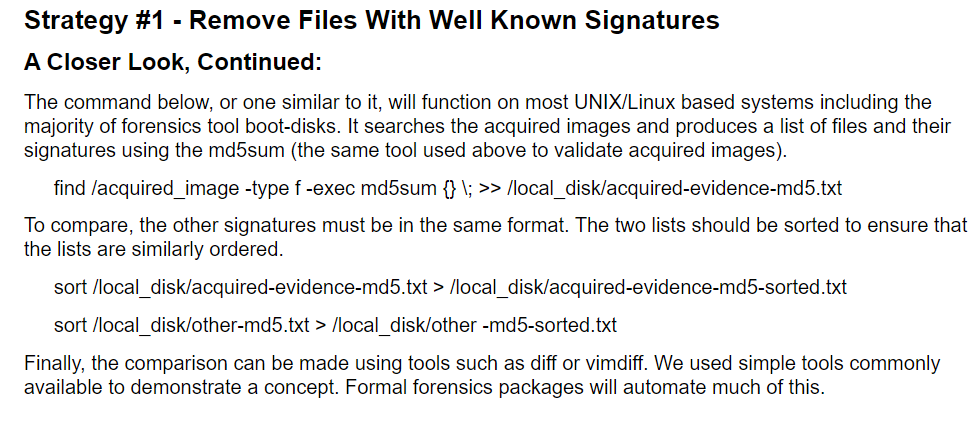 Strategy #1 - Remove Files With Well Known Signatures
A Closer Look, Continued:
The command below, or one similar to it, will function on most UNIX/Linux based systems including the
majority of forensics tool boot-disks. It searches the acquired images and produces a list of files and their
signatures using the md5sum (the same tool used above to validate acquired images).
find /acquired_image -type f -exec md5sum {} \; >> /local_disk/acquired-evidence-md5.txt
To compare, the other signatures must be in the same format. The two lists should be sorted to ensure that
the lists are similarly ordered.
sort /local_disk/acquired-evidence-md5.txt > /local_disk/acquired-evidence-md5-sorted.txt
sort /local_disk/other-md5.txt > /local_disk/other -md5-sorted.txt
Finally, the comparison can be made using tools such as diff or vimdiff. We used simple tools commonly
available to demonstrate a concept. Formal forensics packages will automate much of this.